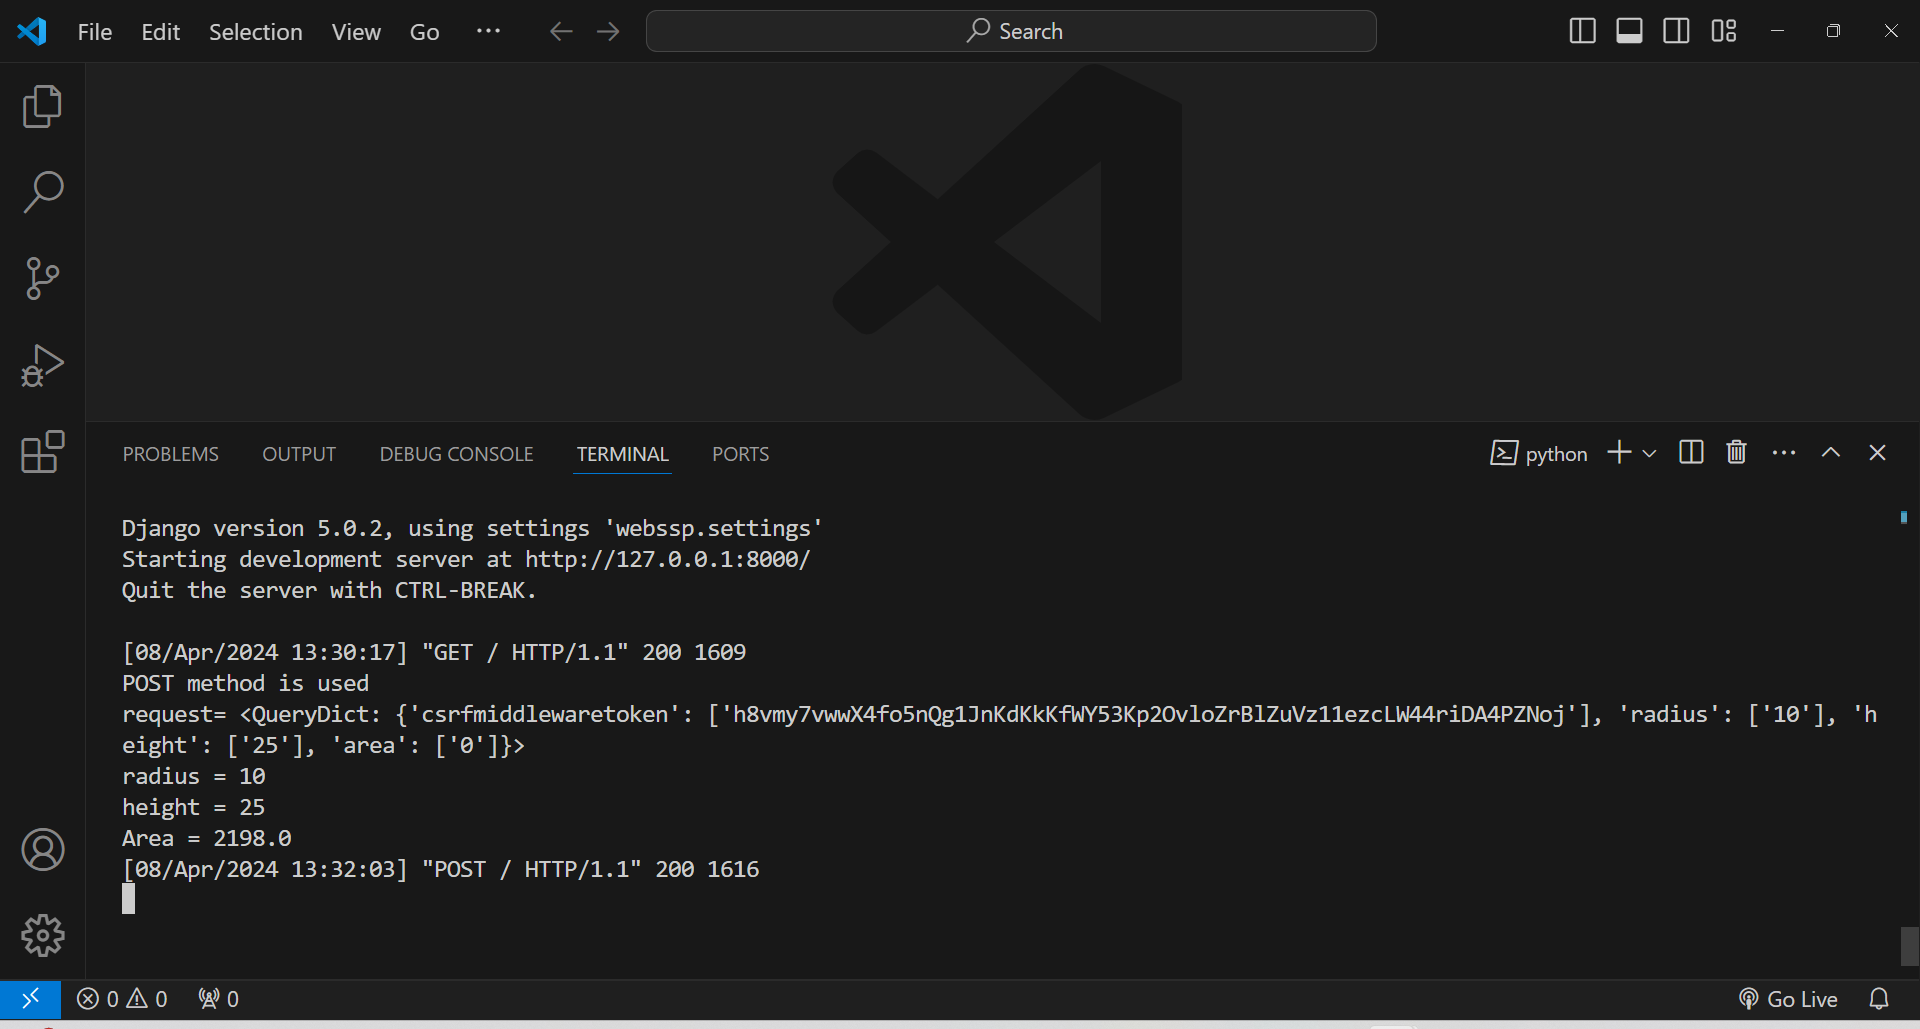 File Edit Selection View Go ··· Search
PROBLEMS OUTPUT DEBUG CONSOLE TERMINAL PORTS python
Django version 5.0.2, using settings 'webssp.settings'
Starting development server at http://127.0.0.1:8000/
Quit the server with CTRL-BREAK.
[08/Apr/2024 13:30:17] "GET / HTTP/1.1" 200 1609
POST method is used
request= <QueryDict: {'csrfmiddlewaretoken': ['h8vmy7vwwX4fo5nQg1JnKdKkKfWY53Kp2OvloZrBlZuVz11ezcLW44riDA4PZNoj'], 'radius': ['10'], 'h
eight': ['25'], 'area': ['0']}>
radius = 10
height = 25
Area = 2198.0
[08/Apr/2024 13:32:03] "POST / HTTP/1.1" 200 1616
0 0 0 Go Live